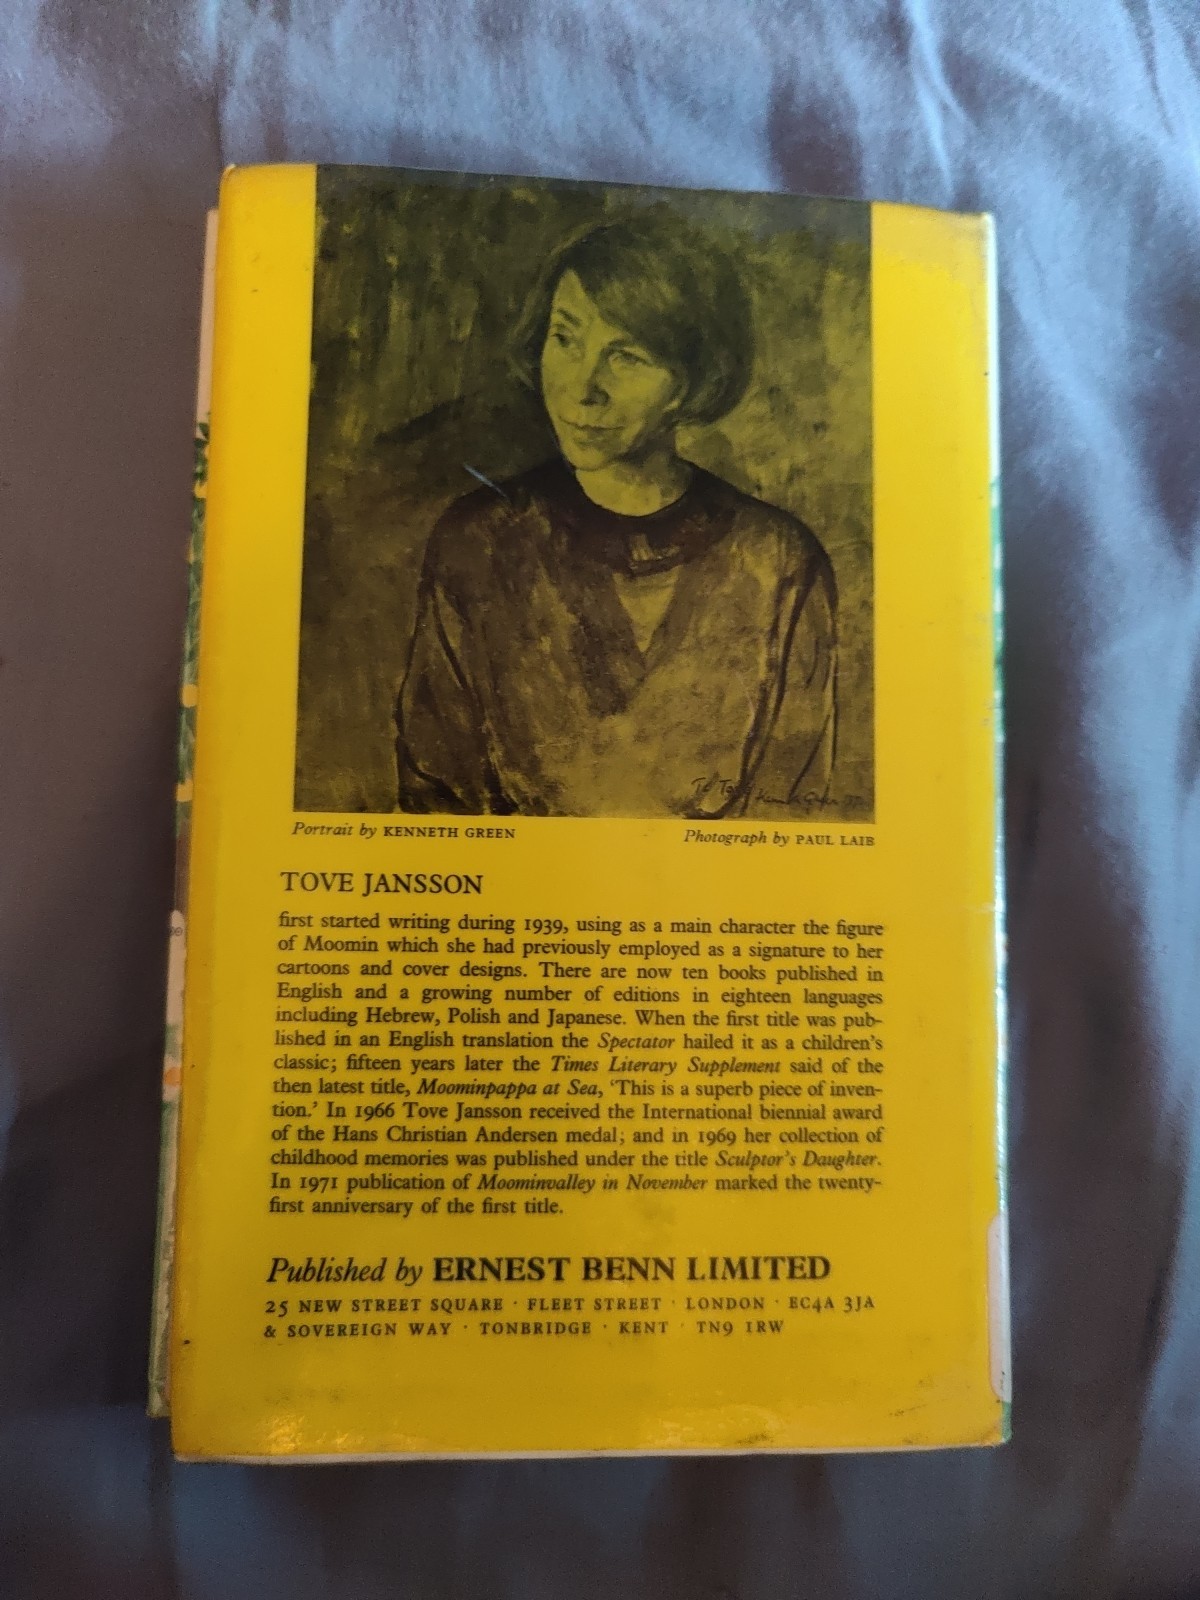 To Tove Kenneth Green
Portrait by KENNETH GREEN
Photograph by PAUL LAIB
TOVE JANSSON
first started writing during 1939, using as a main character the figure
of Moomin which she had previously employed as a signature to her
cartoons and cover designs. There are now ten books published in
English and a growing number of editions in eighteen languages
including Hebrew, Polish and Japanese. When the first title was pub-
lished in an English translation the Spectator hailed it as a children's
classic; fifteen years later the Times Literary Supplement said of the
then latest title, Moominpappa at Sea, ‘This is a superb piece of inven-
tion.’ In 1966 Tove Jansson received the International biennial award
of the Hans Christian Andersen medal; and in 1969 her collection of
childhood memories was published under the title Sculptor's Daughter.
In 1971 publication of Moominvalley in November marked the twenty-
first anniversary of the first title.
Published by ERNEST BENN LIMITED
25 NEW STREET SQUARE · FLEET STREET · LONDON · EC4A 3JA
& SOVEREIGN WAY · TONBRIDGE · KENT · TN9 1RW